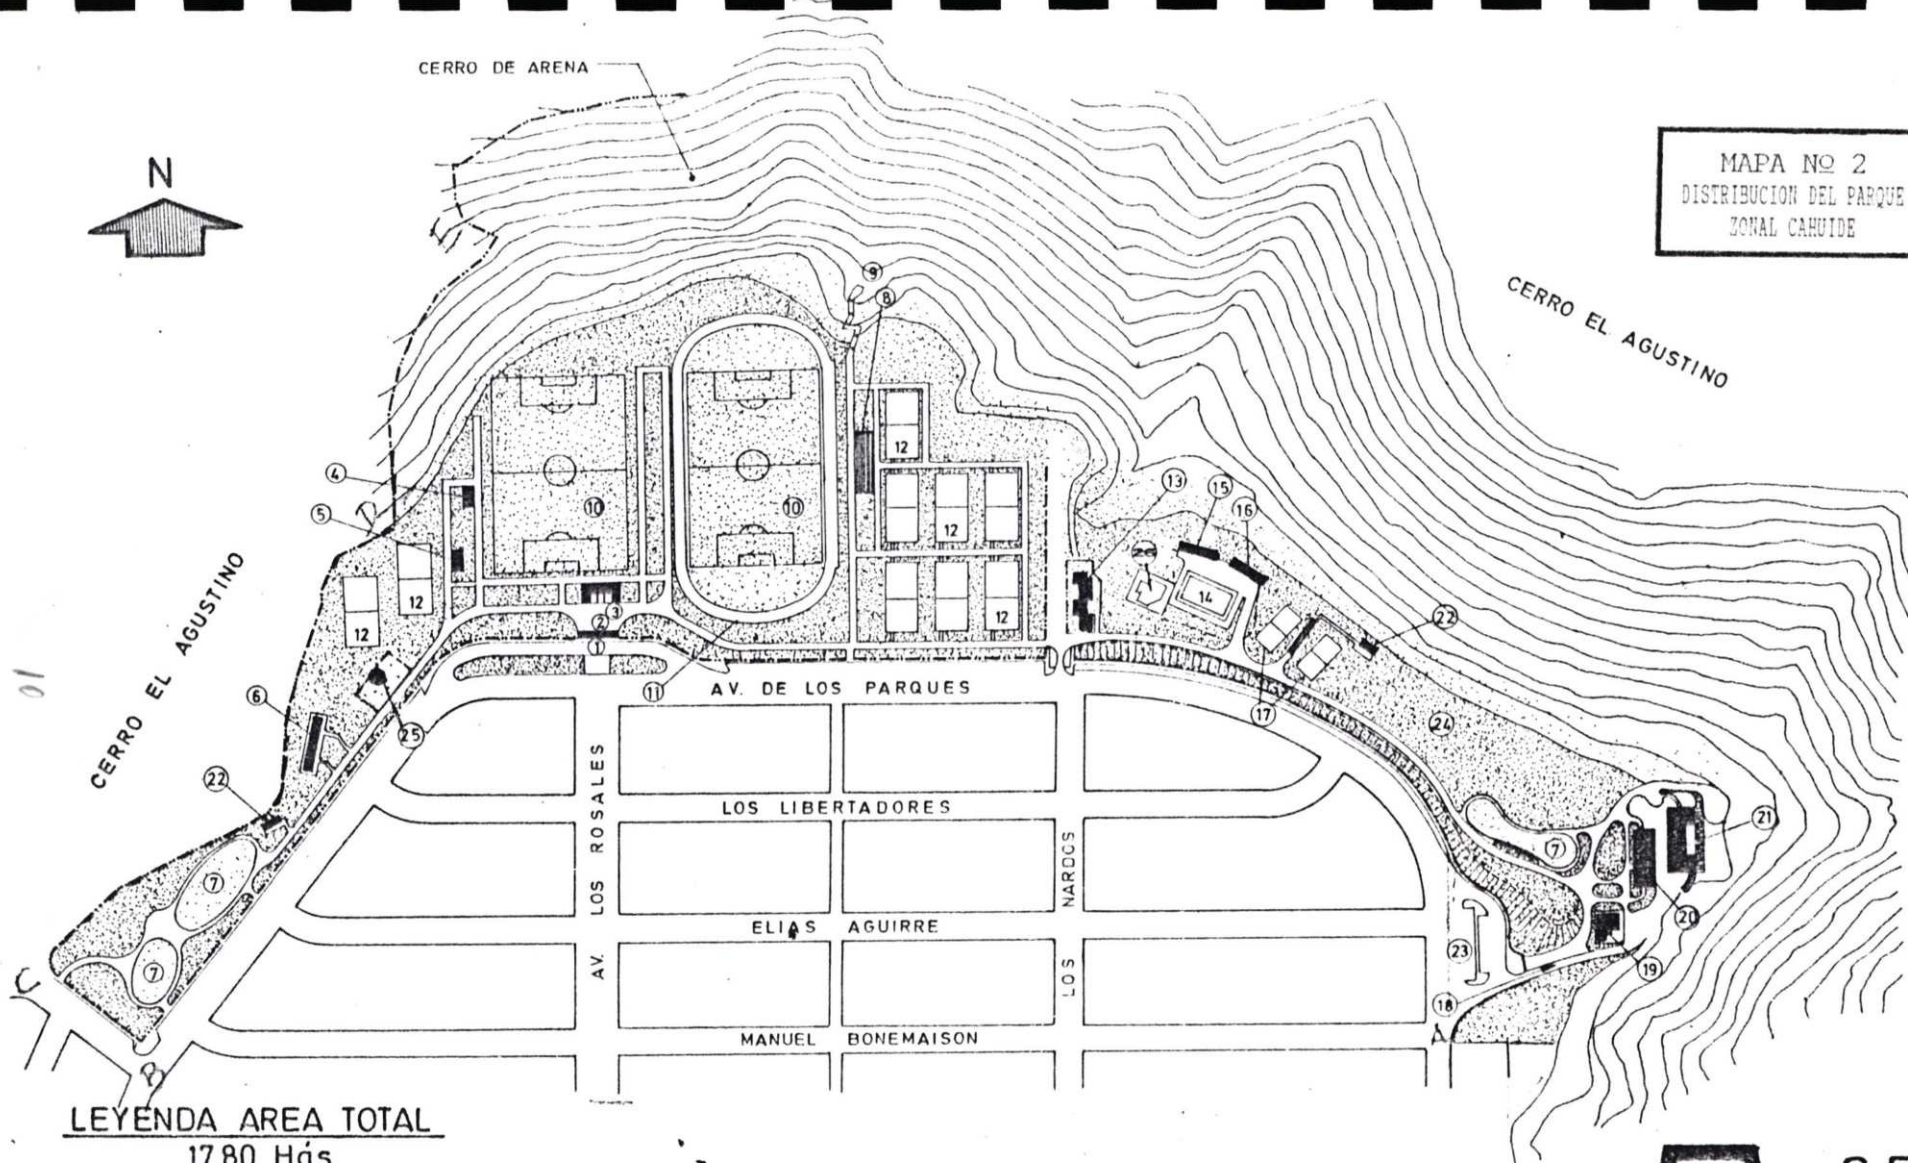 CERRO DE ARENA
N
MAPA Nº 2
DISTRIBUCION DEL PARQUE
ZONAL CAHUIDE
CERRO EL AGUSTINO
9
8
12
4
5
10
10
13
15
16
26
12
14
12
12
12
3
2
1
22
CERRO EL AGUSTINO
6
11
AV. DE LOS PARQUES
17
24
25
22
AV. LOS ROSALES
LOS LIBERTADORES
LOS NARDOS
21
7
7
20
ELIAS AGUIRRE
23
19
7
18
C
MANUEL BONEMAISON
A
B
LEYENDA AREA TOTAL
17.80 Hás